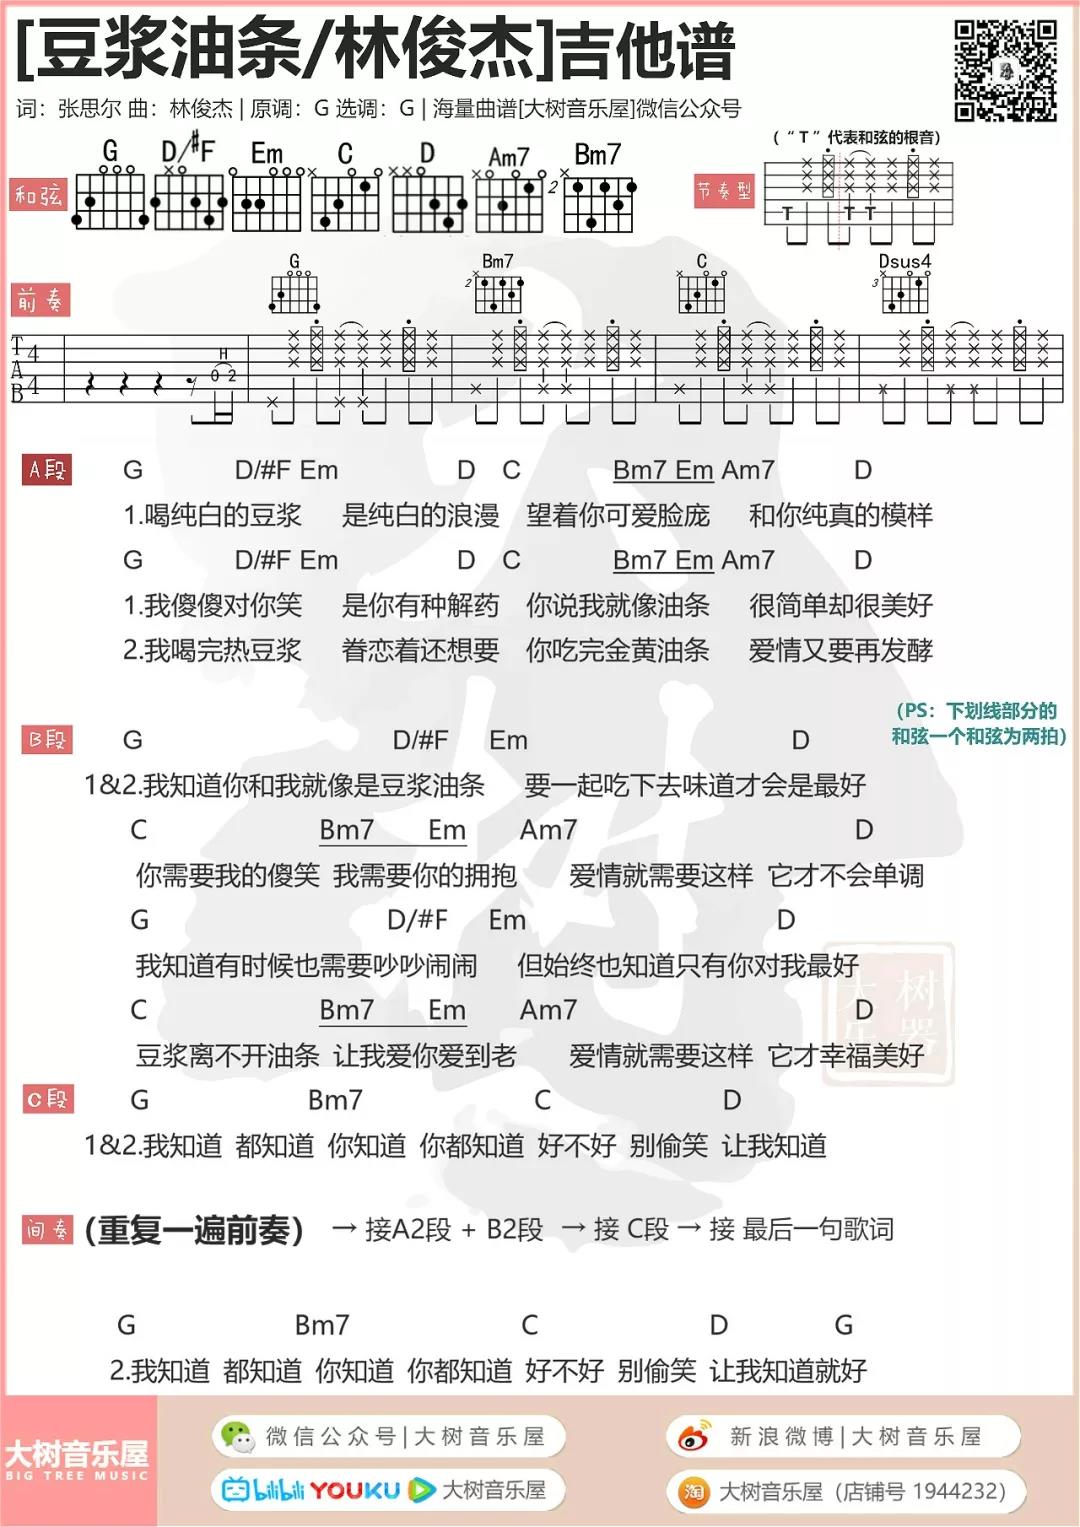 [豆浆油条/林俊杰]吉他谱
词：张思尔 曲：林俊杰 | 原调：G 选调：G | 海量曲谱[大树音乐屋]微信公众号
（“T”代表和弦的根音）
和弦 G D/#F Em C D Am7 Bm7 2 节奏型
T T T
前奏 G Bm7 2 C Dsus4 3
T A B 4 4 H 0 2
A段 G D/#F Em D C Bm7 Em Am7 D
1.喝纯白的豆浆 是纯白的浪漫 望着你可爱脸庞 和你纯真的模样
G D/#F Em D C Bm7 Em Am7 D
1.我傻傻对你笑 是你有种解药 你说我就像油条 很简单却很美好
2.我喝完热豆浆 眷恋着还想要 你吃完金黄油条 爱情又要再发酵
（PS：下划线部分的
和弦一个和弦为两拍）
B段 G D/#F Em D
1&2.我知道你和我就像是豆浆油条 要一起吃下去味道才会是最好
C Bm7 Em Am7 D
你需要我的傻笑 我需要你的拥抱 爱情就需要这样 它才不会单调
G D/#F Em D
我知道有时候也需要吵吵闹闹 但始终也知道只有你对我最好
C Bm7 Em Am7 D
豆浆离不开油条 让我爱你爱到老 爱情就需要这样 它才幸福美好
C段 G Bm7 C D
1&2.我知道 都知道 你知道 你都知道 好不好 别偷笑 让我知道
间奏 （重复一遍前奏） → 接A2段 + B2段 → 接 C段 → 接 最后一句歌词
G Bm7 C D G
2.我知道 都知道 你知道 你都知道 好不好 别偷笑 让我知道就好
大树音乐屋
BIG TREE MUSIC
微信公众号|大树音乐屋
新浪微博|大树音乐屋
bilibili YOUKU 大树音乐屋
淘 大树音乐屋（店铺号 1944232）